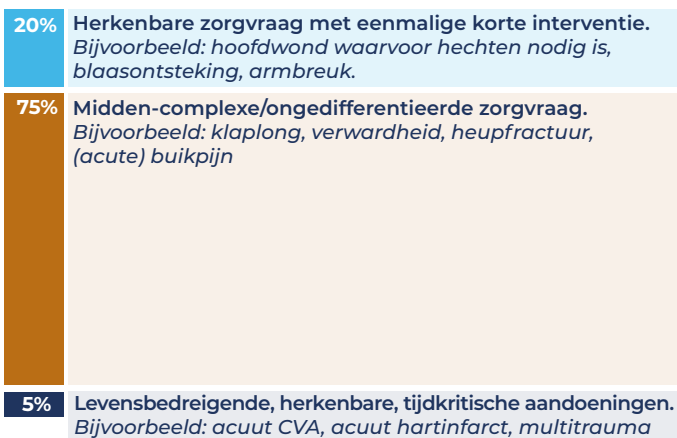 20% Herkenbare zorgvraag met eenmalige korte interventie.
Bijvoorbeeld: hoofdwond waarvoor hechten nodig is,
blaasontsteking, armbreuk.
75% Midden-complexe/ongedifferentieerde zorgvraag.
Bijvoorbeeld: klaplong, verwardheid, heupfractuur,
(acute) buikpijn
5% Levensbedreigende, herkenbare, tijdkritische aandoeningen.
Bijvoorbeeld: acuut CVA, acuut hartinfarct, multitrauma